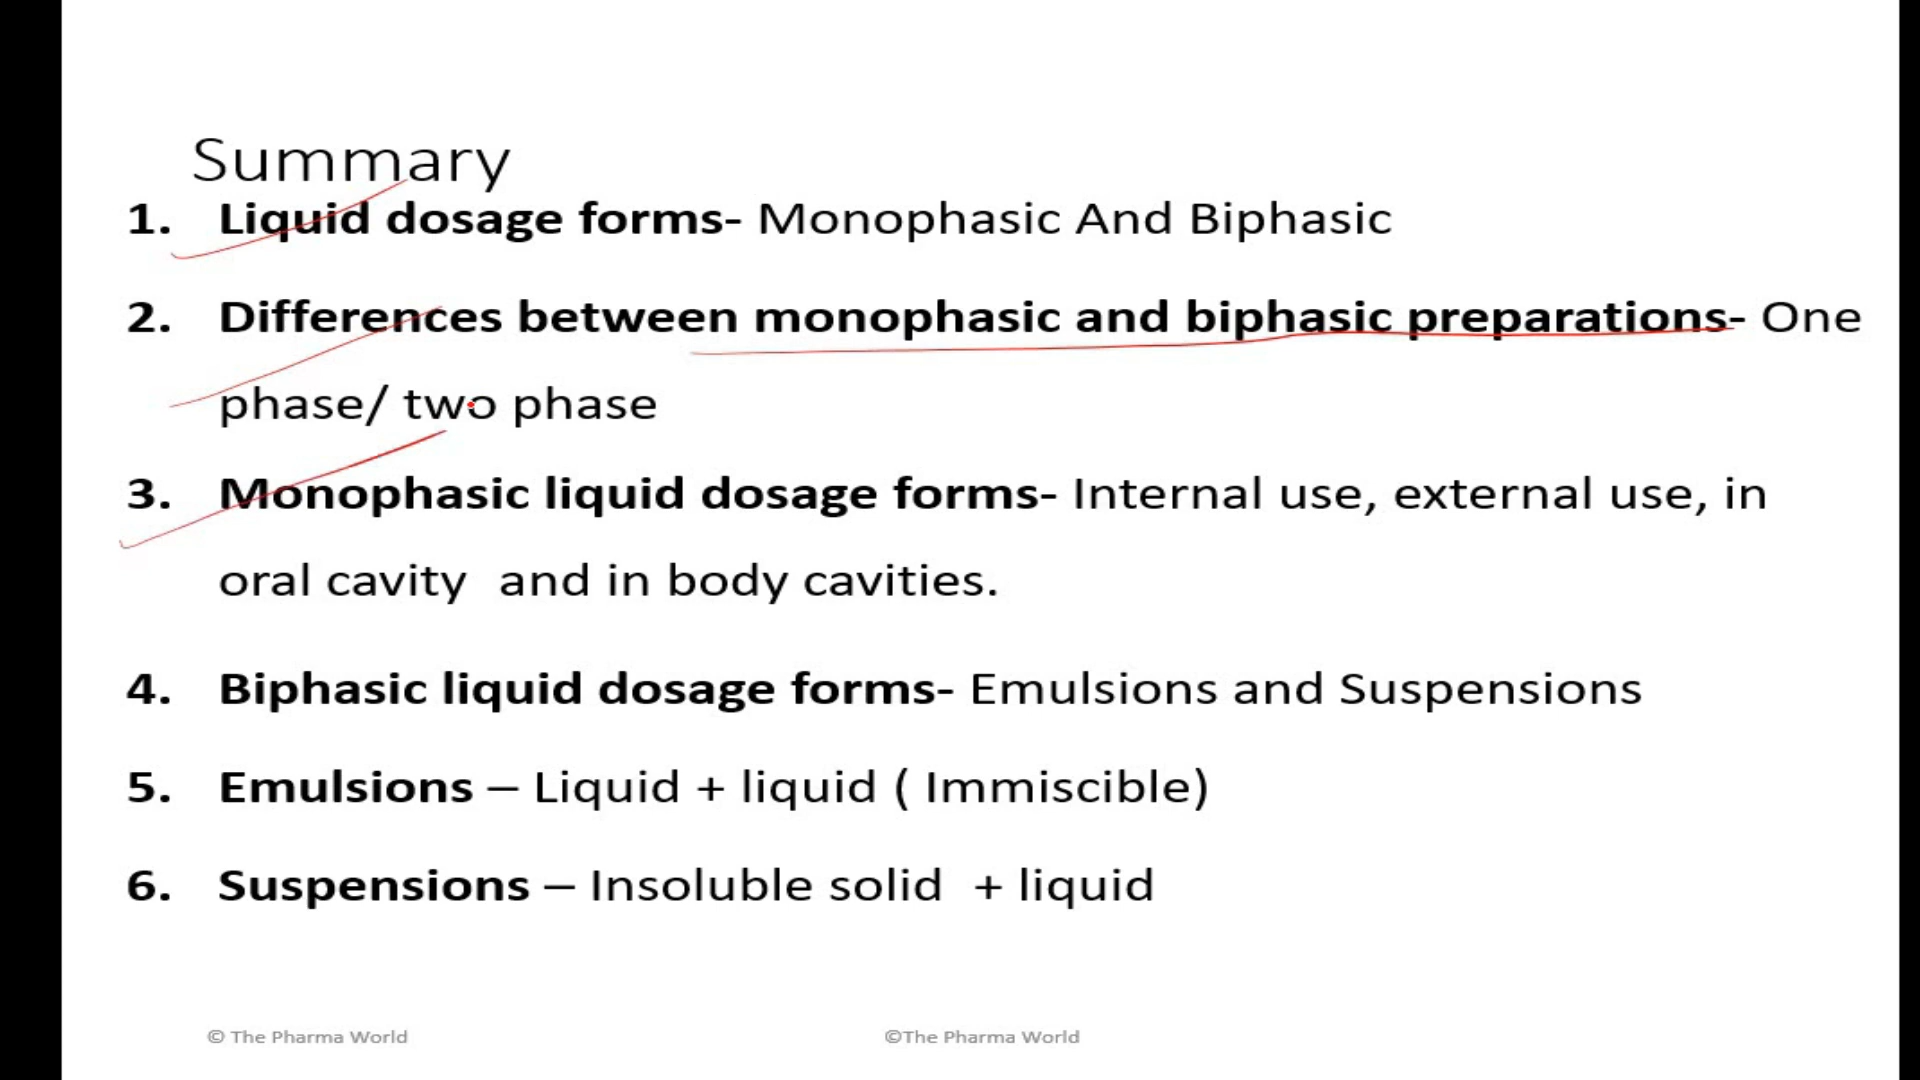 Summary
1. Liquid dosage forms- Monophasic And Biphasic
2. Differences between monophasic and biphasic preparations- One
phase/ two phase
3. Monophasic liquid dosage forms- Internal use, external use, in
oral cavity and in body cavities.
4. Biphasic liquid dosage forms- Emulsions and Suspensions
5. Emulsions – Liquid + liquid ( Immiscible)
6. Suspensions – Insoluble solid + liquid
© The Pharma World
©The Pharma World